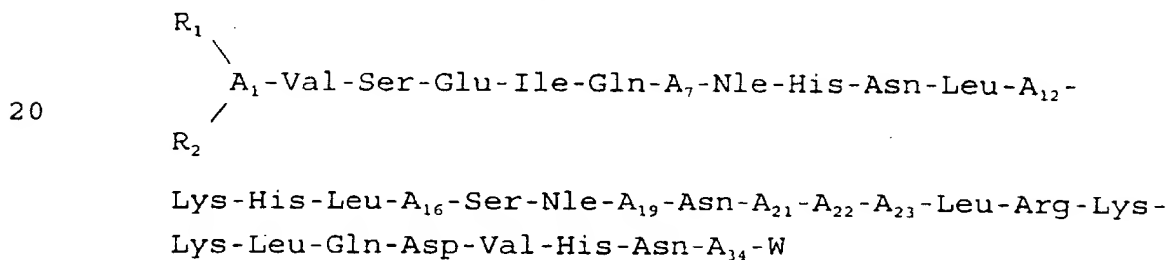 R₁
A₁-Val-Ser-Glu-Ile-Gln-A₇-Nle-His-Asn-Leu-A₁₂-
20
R₂
Lys-His-Leu-A₁₆-Ser-Nle-A₁₉-Asn-A₂₁-A₂₂-A₂₃-Leu-Arg-Lys-
Lys-Leu-Gln-Asp-Val-His-Asn-A₃₄-W